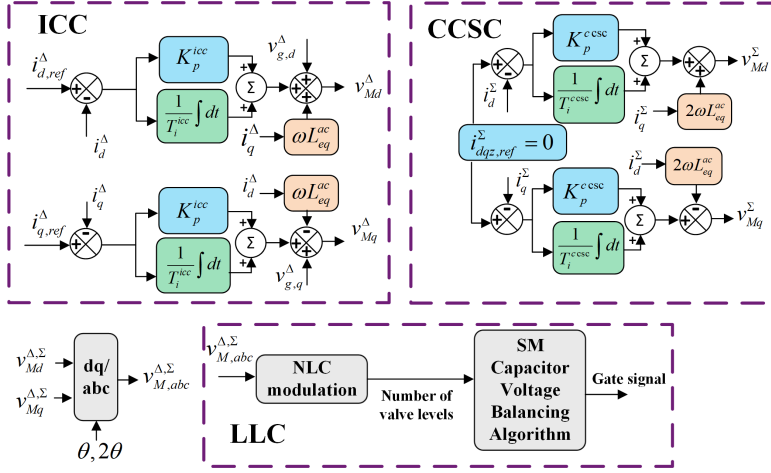 ICC
i^Δ_{d,ref}
K_p^{icc}
\frac{1}{T_i^{icc}} ∫ dt
Σ
v^Δ_{g,d}
v^Δ_{Md}
i^Δ_d
i^Δ_q
ωL^{ac}_{eq}
i^Δ_q
i^Δ_{q,ref}
K_p^{icc}
\frac{1}{T_i^{icc}} ∫ dt
Σ
i^Δ_d
ωL^{ac}_{eq}
v^Δ_{Mq}
v^Δ_{g,q}
CCSC
K_p^{ccsc}
\frac{1}{T_i^{ccsc}} ∫ dt
Σ
v^Σ_{Md}
i^Σ_d
i^Σ_q
2ωL^{ac}_{eq}
i^Σ_{dqz,ref} = 0
i^Σ_d
2ωL^{ac}_{eq}
i^Σ_q
K_p^{ccsc}
\frac{1}{T_i^{ccsc}} ∫ dt
Σ
v^Σ_{Mq}
v^{Δ,Σ}_{Md}
v^{Δ,Σ}_{Mq}
dq/
abc
v^{Δ,Σ}_{M,abc}
θ,2θ
LLC
v^{Δ,Σ}_{M,abc}
NLC
modulation
Number of
valve levels
SM
Capacitor
Voltage
Balancing
Algorithm
Gate signal